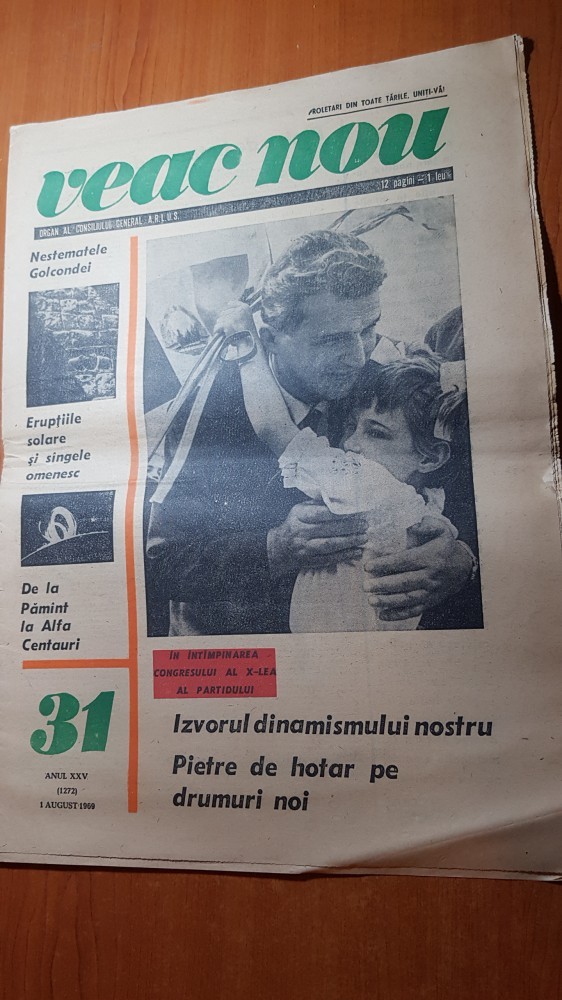 PROLETARI DIN TOATE ȚĂRILE, UNIȚI-VĂ!
veac nou
ORGAN AL CONSILIULUI GENERAL A.R.L.U.S.
12 pagini — 1 leu
Nestematele
Golcondei
Erupțiile
solare
și sîngele
omenesc
De la
Pămînt
la Alfa
Centauri
31
ANUL XXV
(1272)
1 AUGUST 1969
ÎN ÎNTÎMPINAREA
CONGRESULUI AL X-LEA
AL PARTIDULUI
Izvorul dinamismului nostru
Pietre de hotar pe
drumuri noi